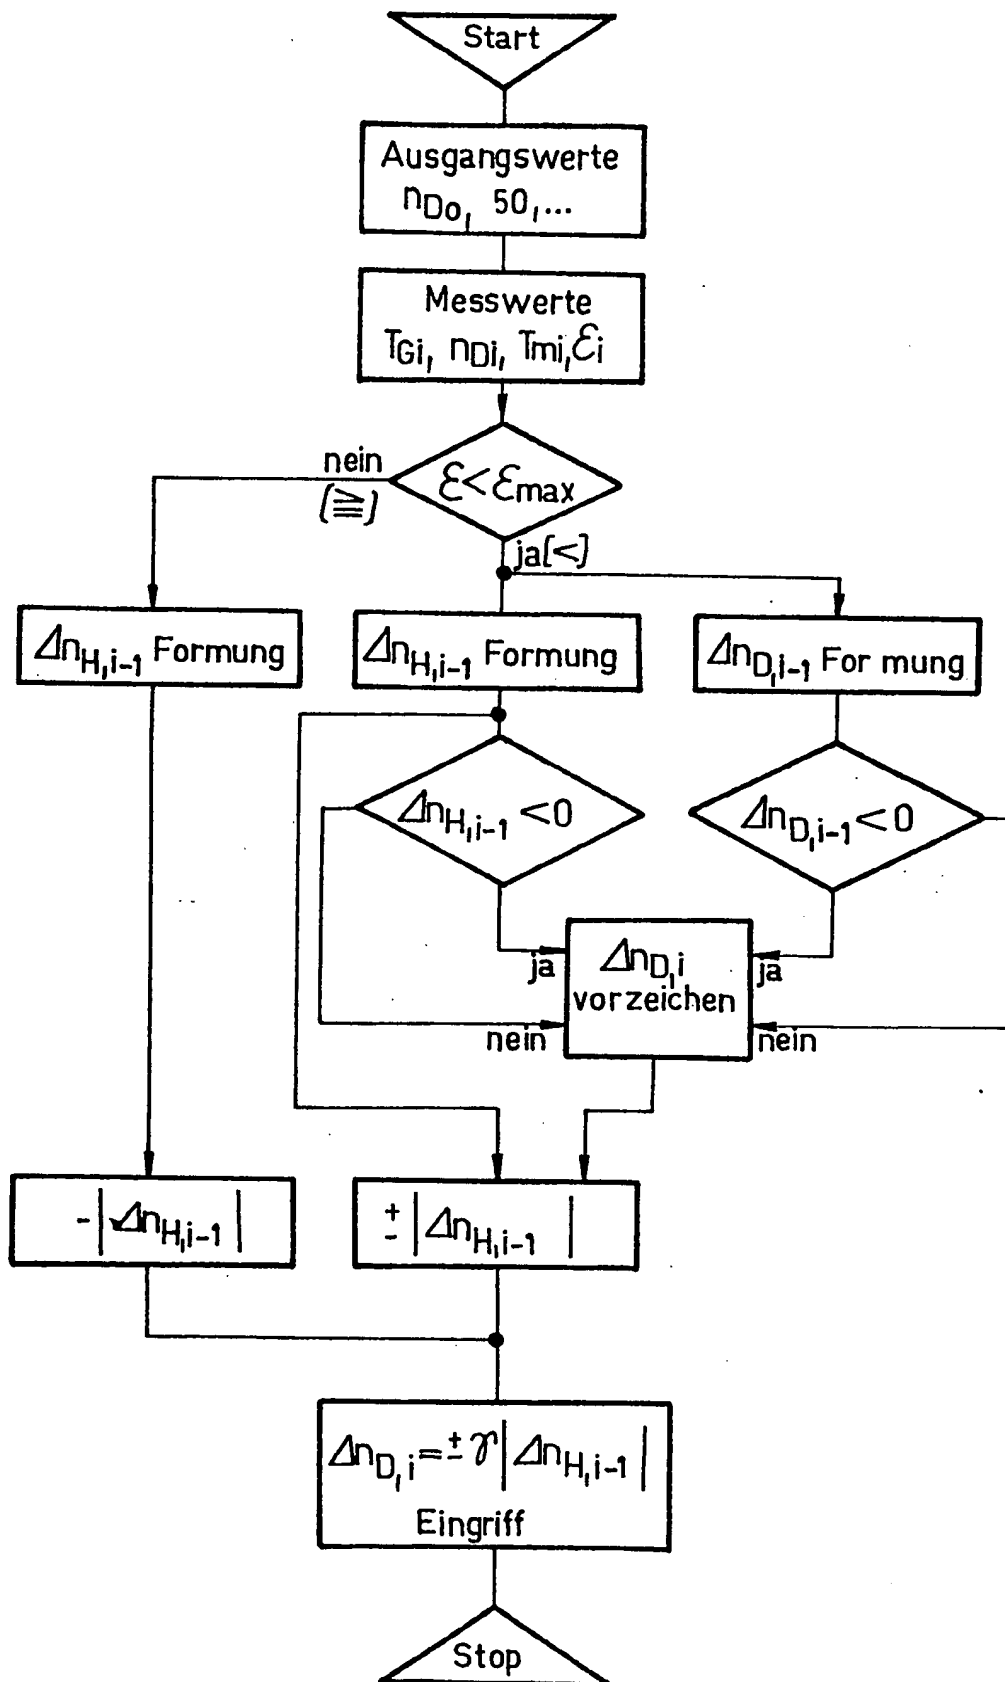 Start
Ausgangswerte
nDo, 50,...
Messwerte
TGi, nDi, Tmi, Ɛi
nein
(≧)
Ɛ<Ɛmax
ja(<)
ΔnH,i-1 Formung
ΔnH,i-1 Formung
ΔnD,i-1 For mung
ΔnH,i-1 <0
ΔnD,i-1 <0
ja
ΔnD,i
vorzeichen
ja
nein
nein
-|ΔnH,i-1|
±|ΔnH,i-1|
ΔnD,i=±γ|ΔnH,i-1|
Eingriff
Stop